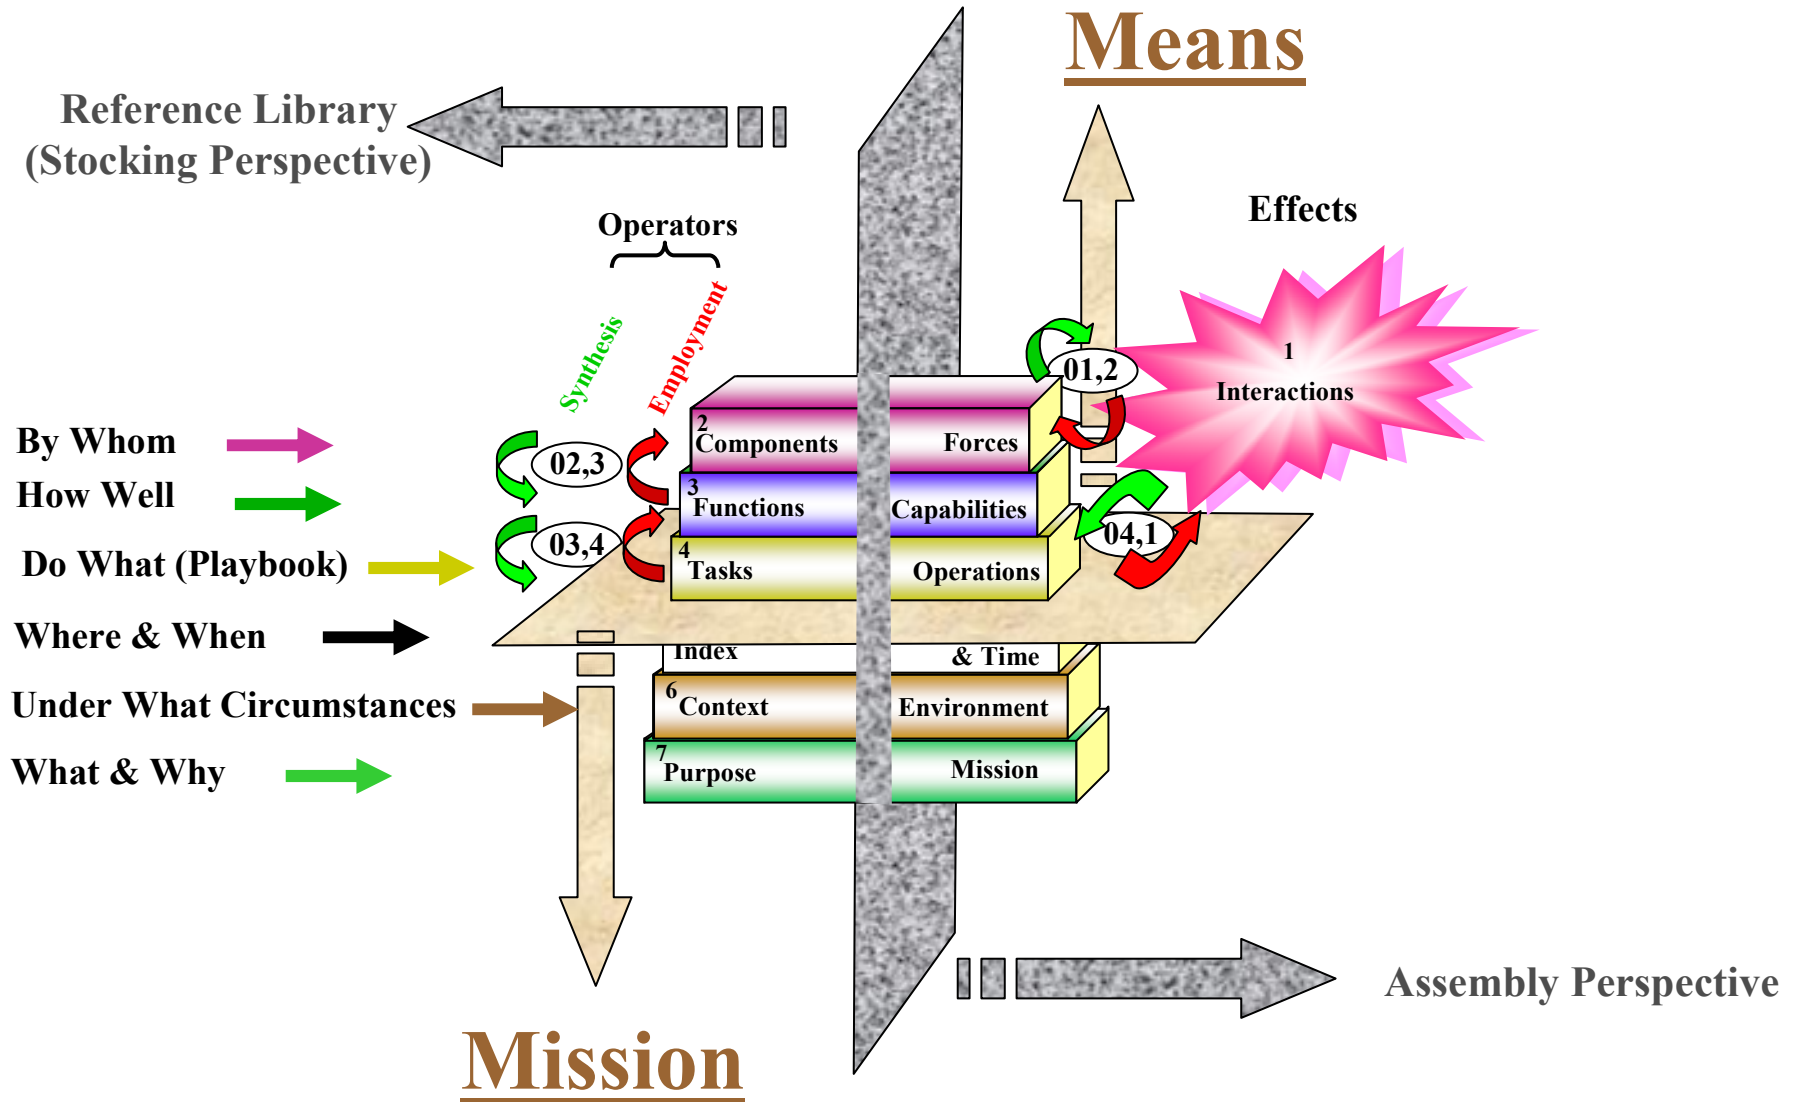 Means
Reference Library
(Stocking Perspective)
Effects
Operators
Synthesis
Employment
1
Interactions
01,2
2
Components
Forces
By Whom
02,3
3
Functions
Capabilities
How Well
03,4
04,1
4
Tasks
Operations
Do What (Playbook)
Where & When
Index
& Time
6
Context
Environment
Under What Circumstances
7
Purpose
Mission
What & Why
Assembly Perspective
Mission